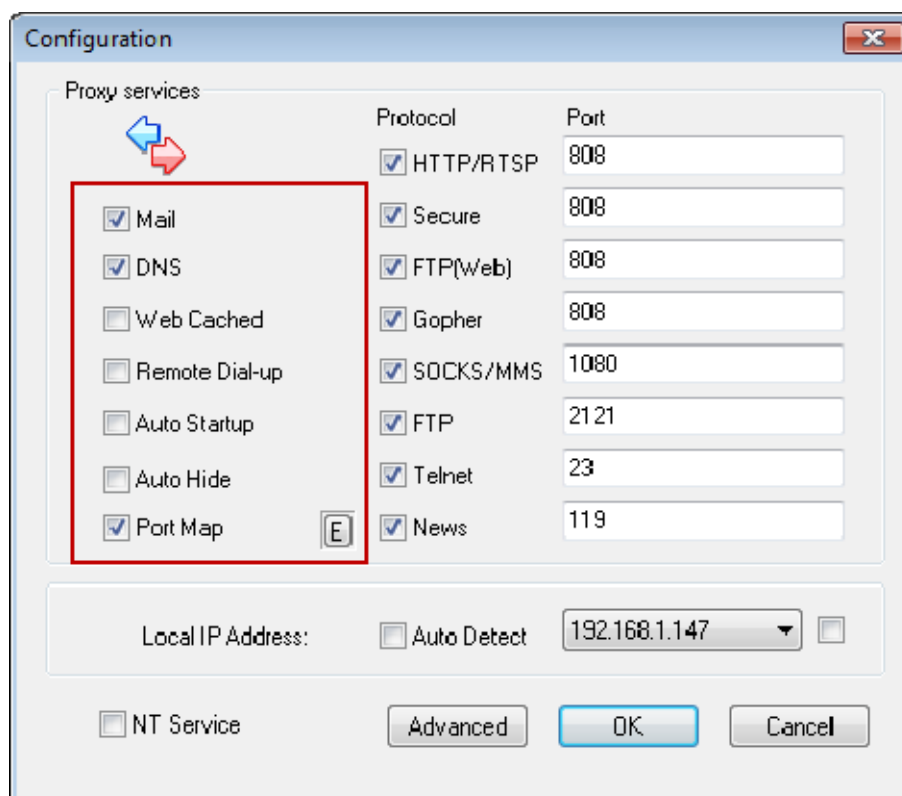 Configuration
Proxy services
Protocol Port
HTTP/RTSP 808
Mail Secure 808
DNS FTP(Web) 808
Web Cached Gopher 808
Remote Dial-up SOCKS/MMS 1080
Auto Startup FTP 2121
Auto Hide Telnet 23
Port Map E News 119
Local IP Address: Auto Detect 192.168.1.147
NT Service Advanced OK Cancel